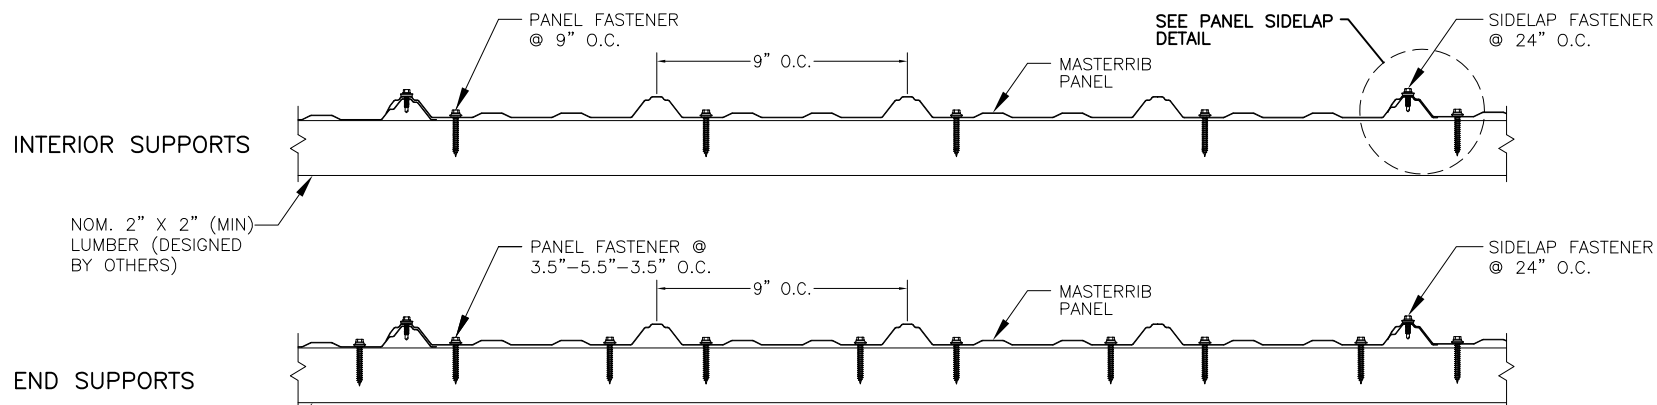 PANEL FASTENER
@ 9" O.C.
9" O.C.
MASTERRIB
PANEL
SEE PANEL SIDELAP
DETAIL
SIDELAP FASTENER
@ 24" O.C.
INTERIOR SUPPORTS
NOM. 2" X 2" (MIN)
LUMBER (DESIGNED
BY OTHERS)
PANEL FASTENER @
3.5"-5.5"-3.5" O.C.
9" O.C.
MASTERRIB
PANEL
SIDELAP FASTENER
@ 24" O.C.
END SUPPORTS